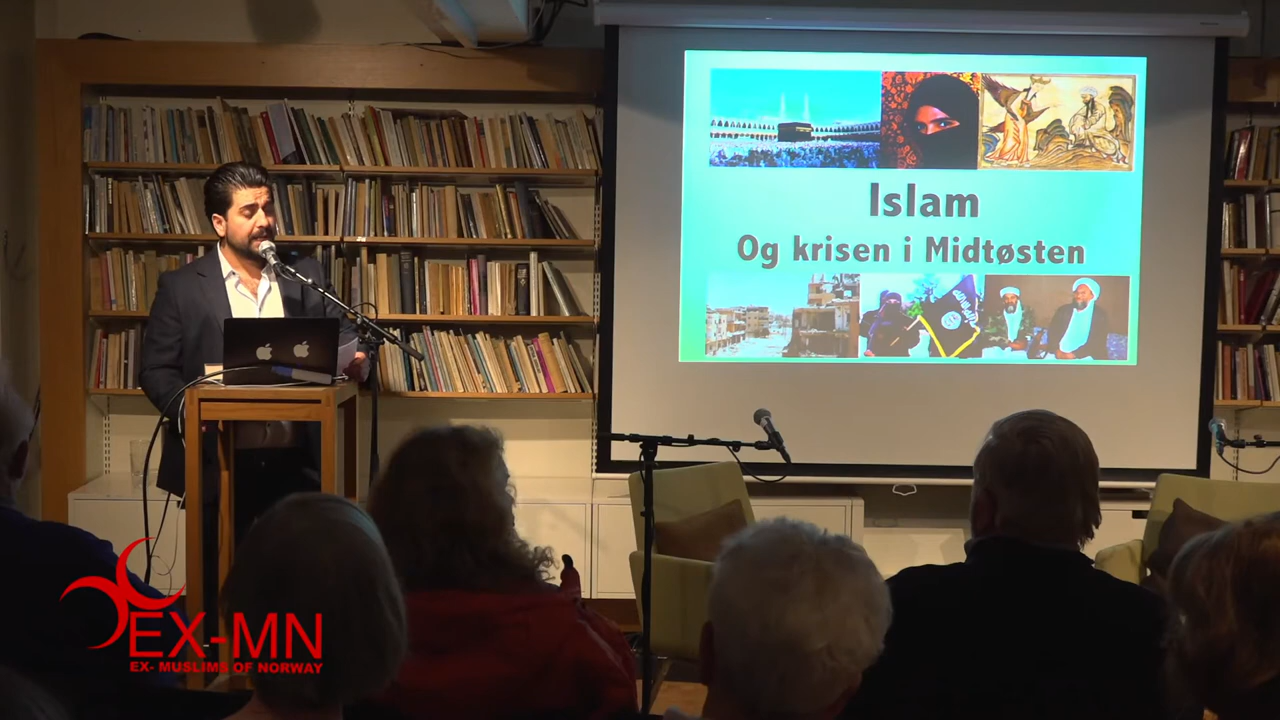 Islam
Og krisen i Midtøsten
EX-MN
EX- MUSLIMS OF NORWAY